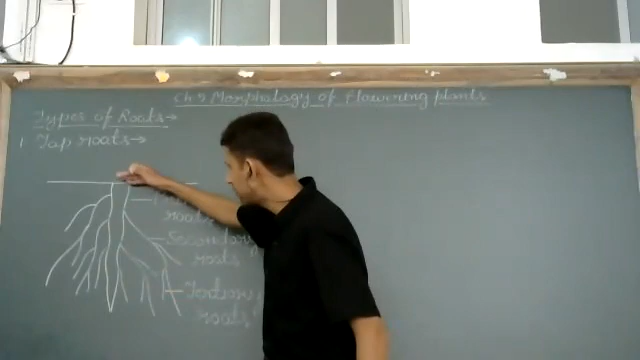 Ch 5 Morphology of Flowering plants
Types of Roots→
1 Tap roots→
roots
Secondary
roots
Tertiary
roots